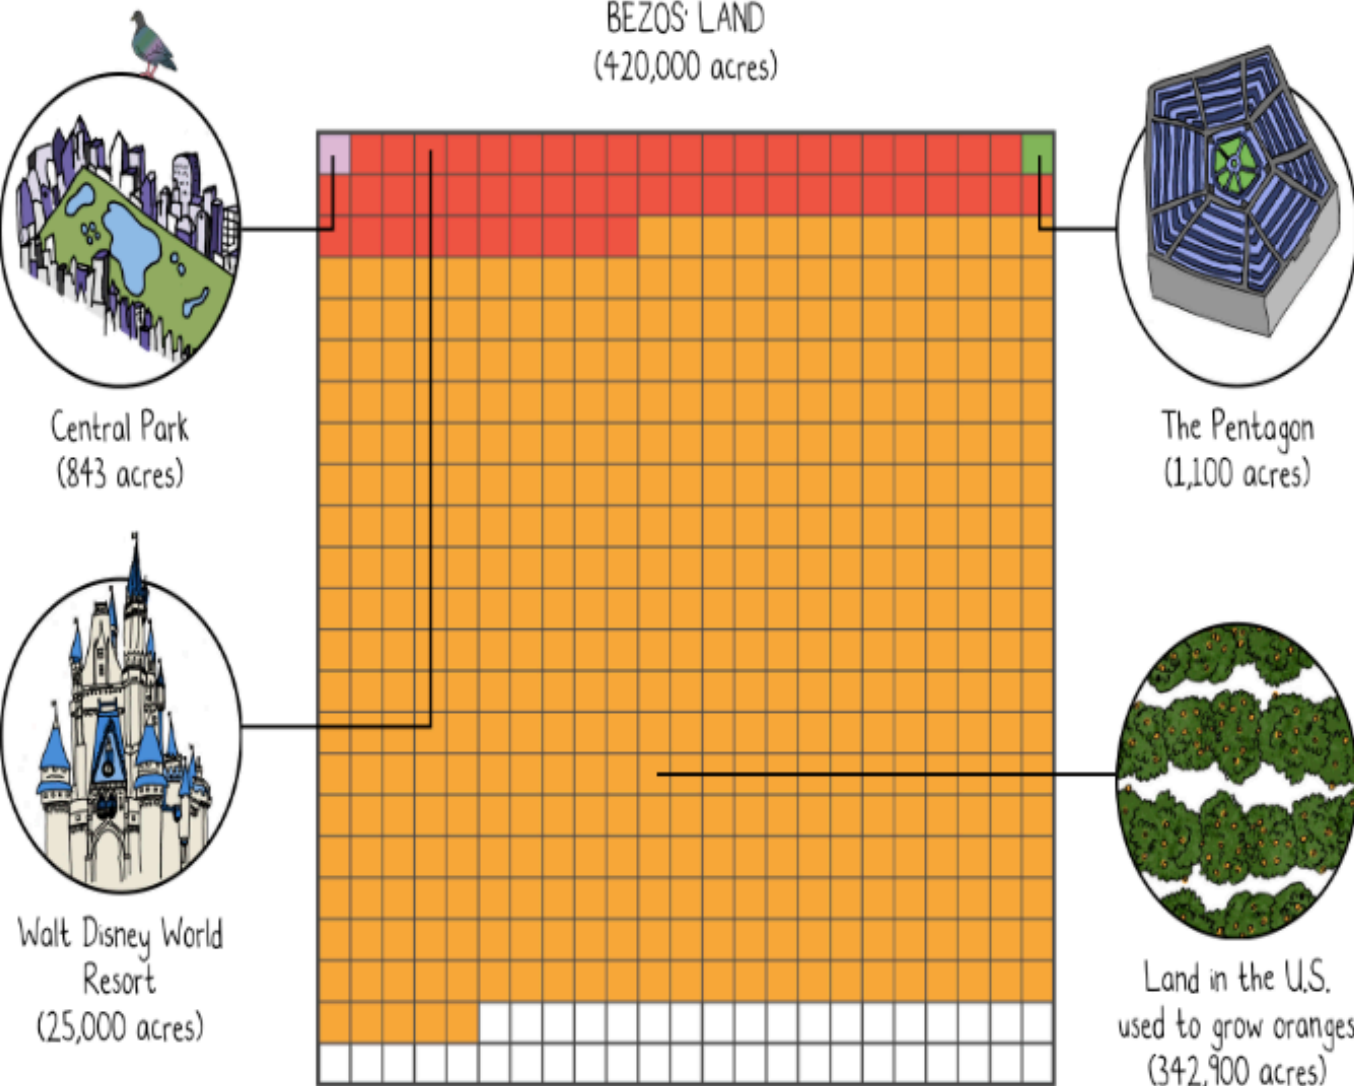 BEZOS' LAND
(420,000 acres)
Central Park
(843 acres)
The Pentagon
(1,100 acres)
Walt Disney World
Resort
(25,000 acres)
Land in the U.S.
used to grow oranges
(342,900 acres)